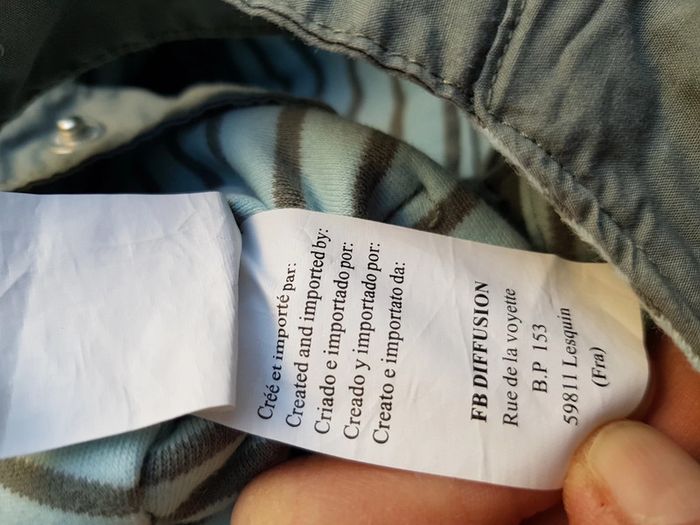 Créé et importé par:
Created and imported by:
Criado e importado por:
Creado y importado por:
Creato e importato da:
FB DIFFUSION
Rue de la voyette
B.P 153
59811 Lesquin
(Fra)